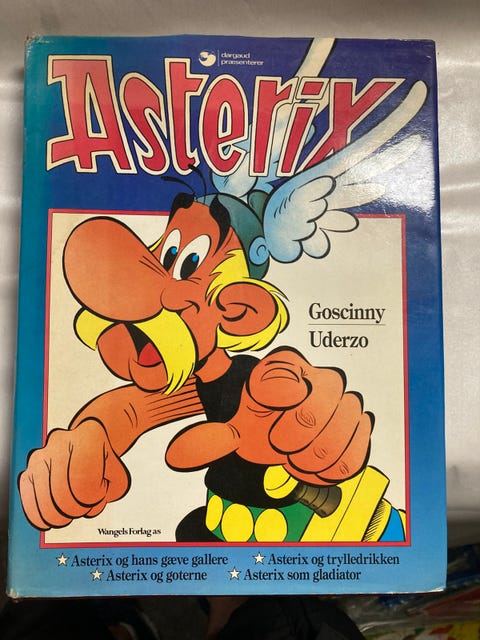 dargaud
præsenterer
Asterix
Goscinny
Uderzo
Wangels Forlag as
Asterix og hans gæve gallere Asterix og trylledrikken
Asterix og goterne Asterix som gladiator